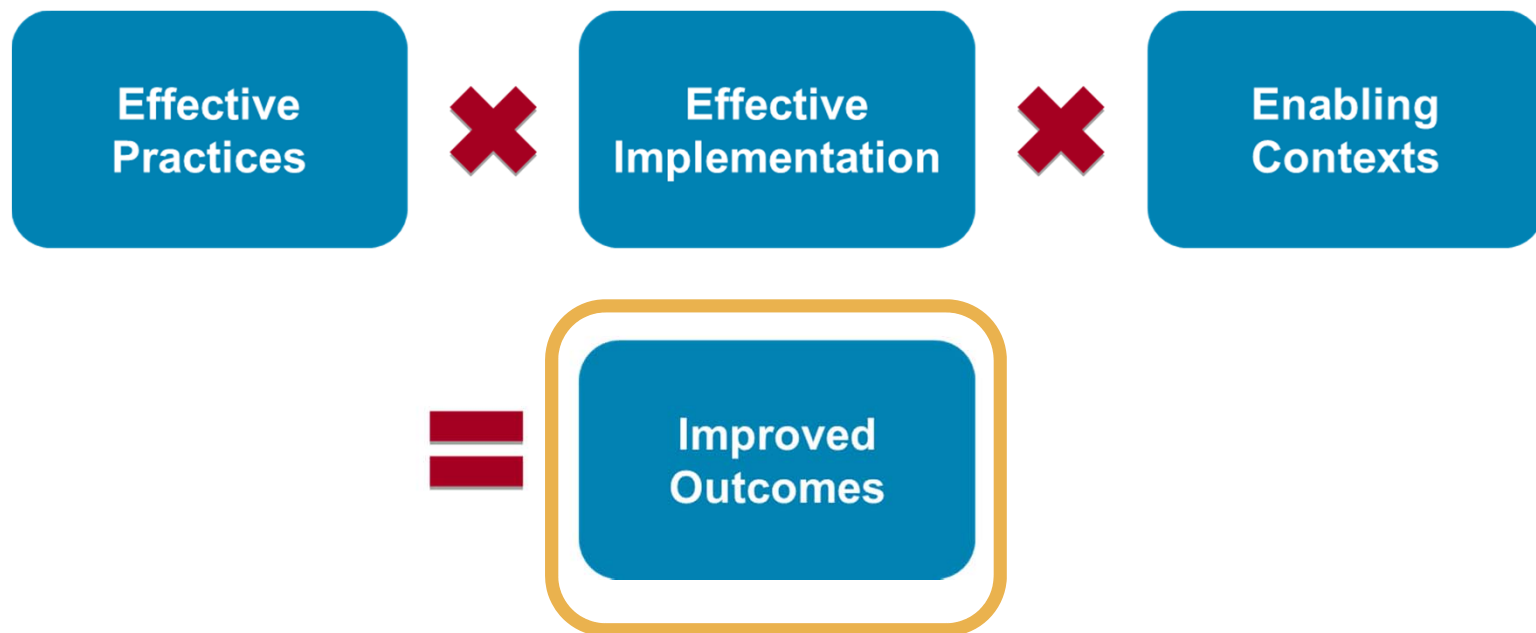 Effective
Practices
Effective
Implementation
Enabling
Contexts
Improved
Outcomes